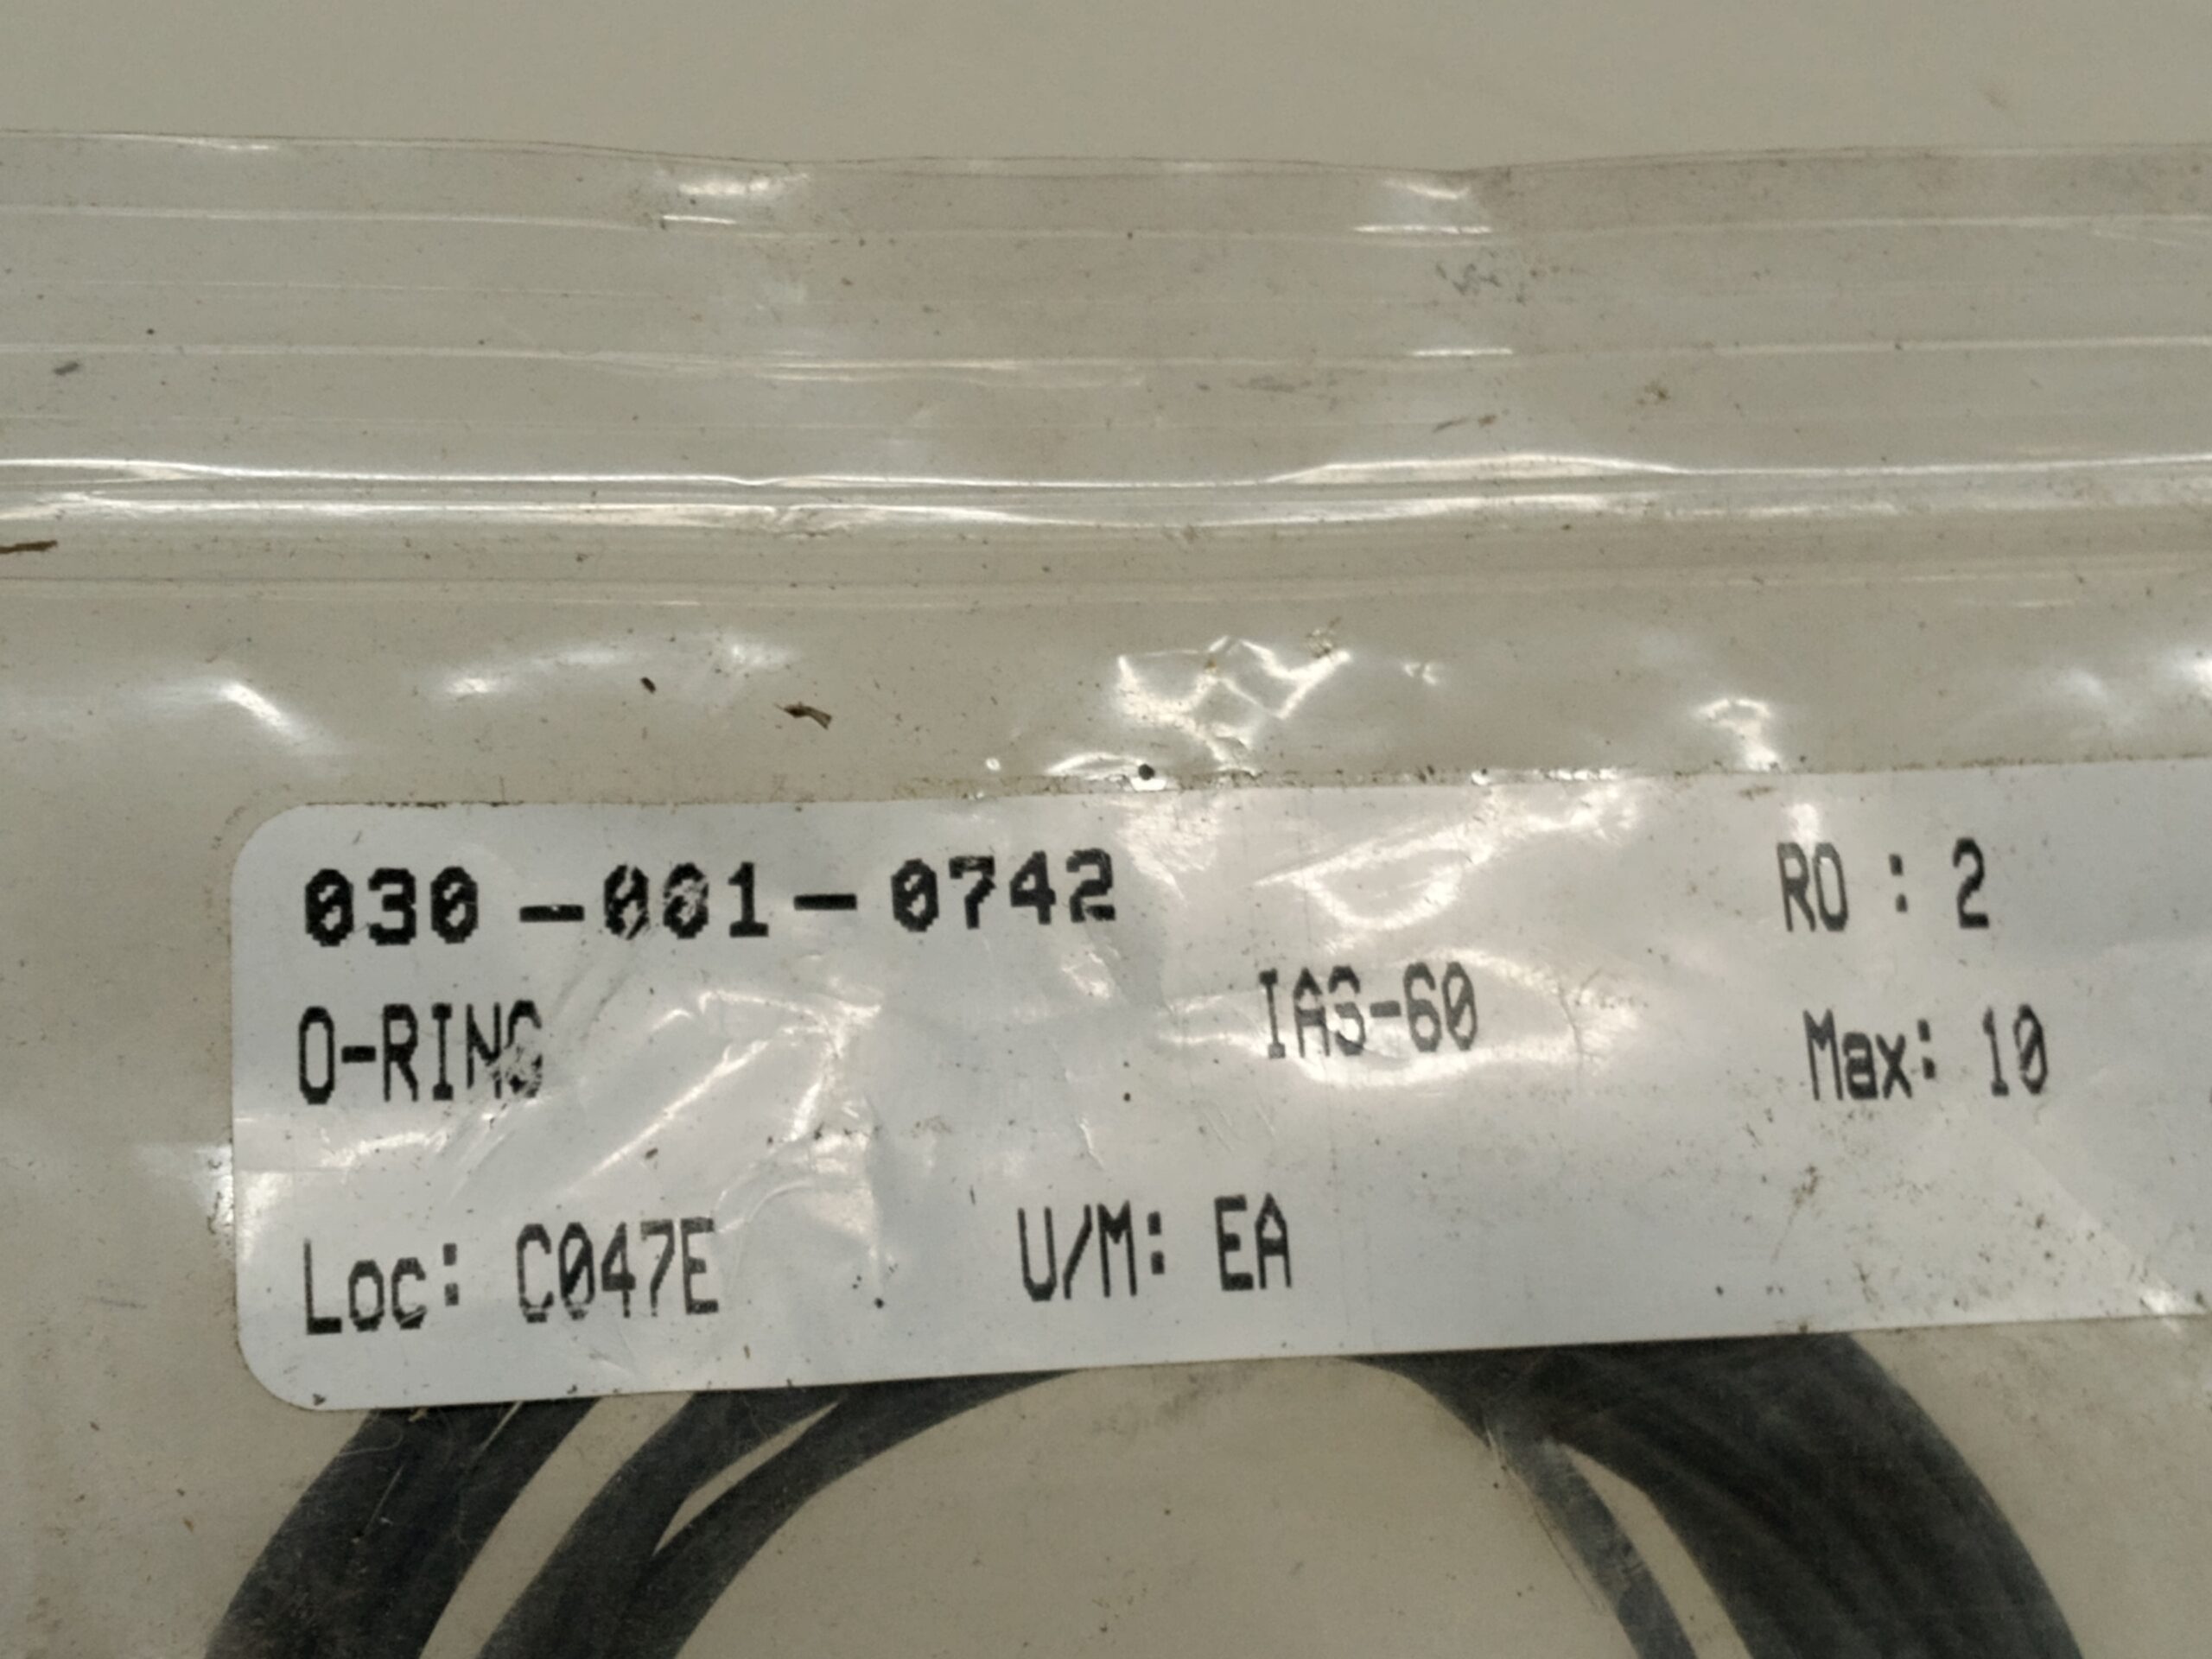 030-001-0742
RO : 2
O-RING IAS-60 Max: 10
Loc: C047E U/M: EA